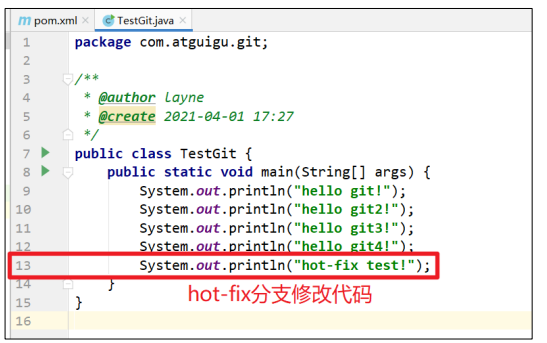 pom.xml × TestGit.java ×
1 package com.atguigu.git;
2
3 /**
4 * @author Layne
5 * @create 2021-04-01 17:27
6 */
7 public class TestGit {
8 public static void main(String[] args) {
9 System.out.println("hello git!");
10 System.out.println("hello git2!");
11 System.out.println("hello git3!");
12 System.out.println("hello git4!");
13 System.out.println("hot-fix test!");
14 }
hot-fix分支修改代码
15 }
16